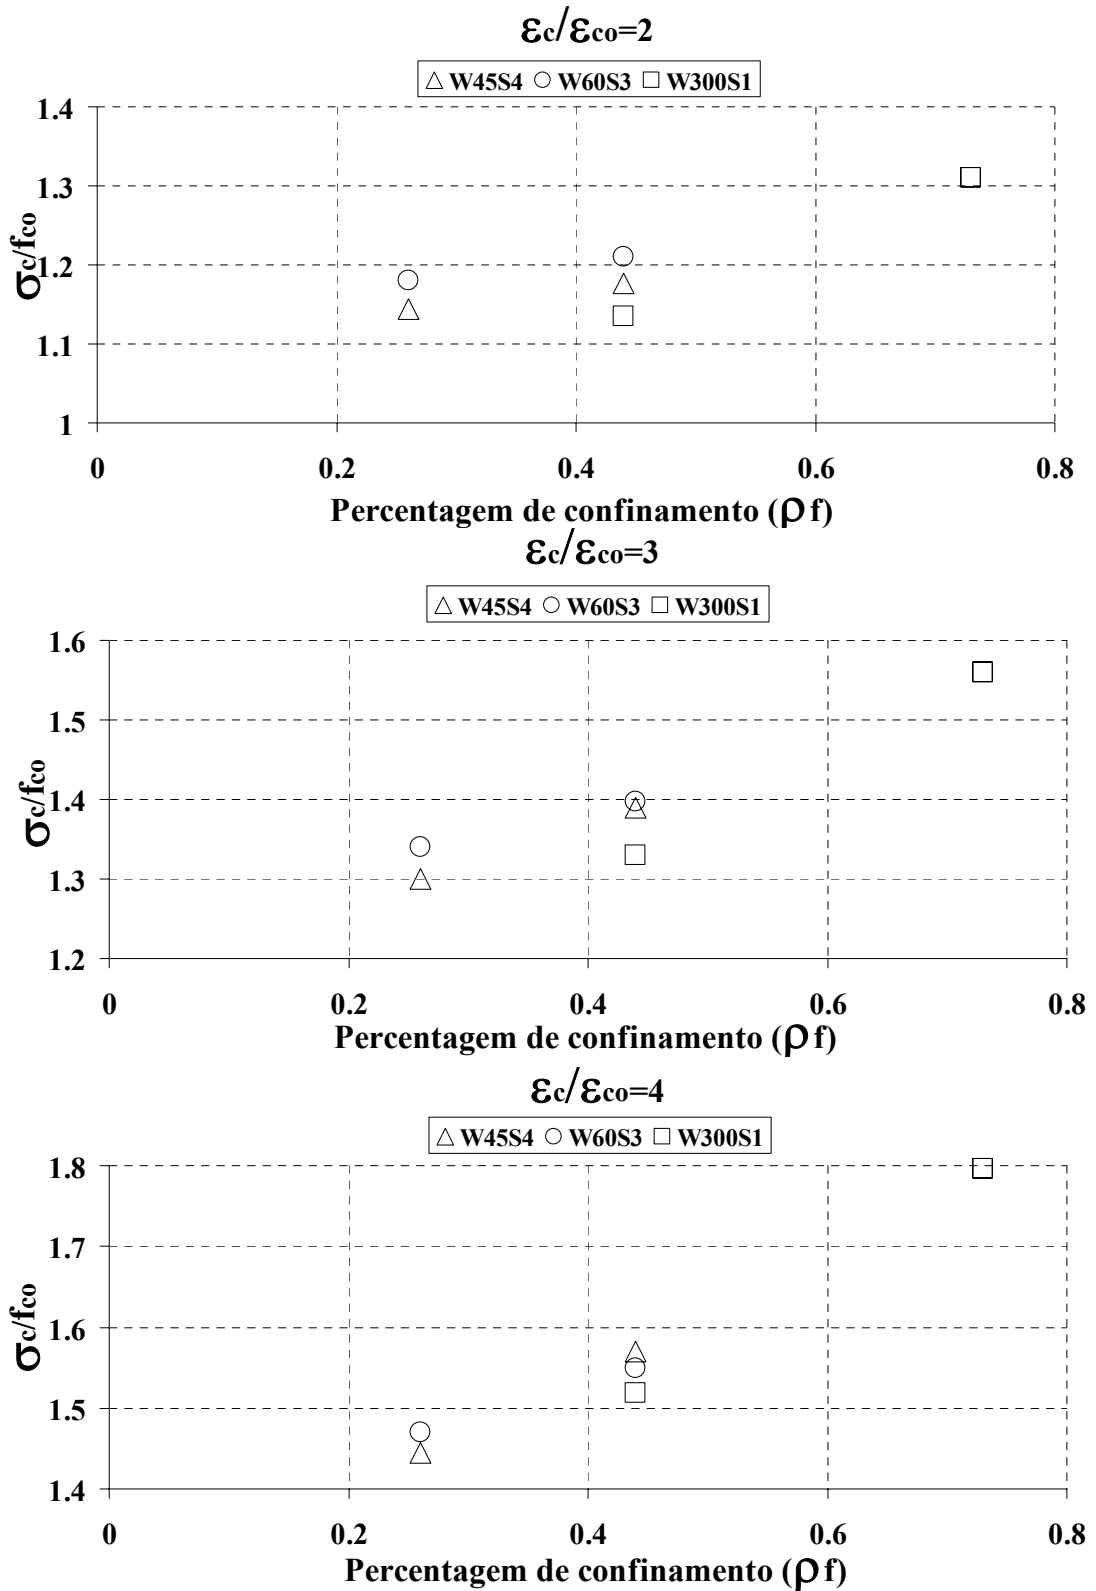 εc/εco=2
W45S4 W60S3 W300S1
1.4
1.3
1.2
1.1
1
σc/fco
0 0.2 0.4 0.6 0.8
Percentagem de confinamento (ρf)
εc/εco=3
W45S4 W60S3 W300S1
1.6
1.5
1.4
1.3
1.2
σc/fco
0 0.2 0.4 0.6 0.8
Percentagem de confinamento (ρf)
εc/εco=4
W45S4 W60S3 W300S1
1.8
1.7
1.6
1.5
1.4
σc/fco
0 0.2 0.4 0.6 0.8
Percentagem de confinamento (ρf)